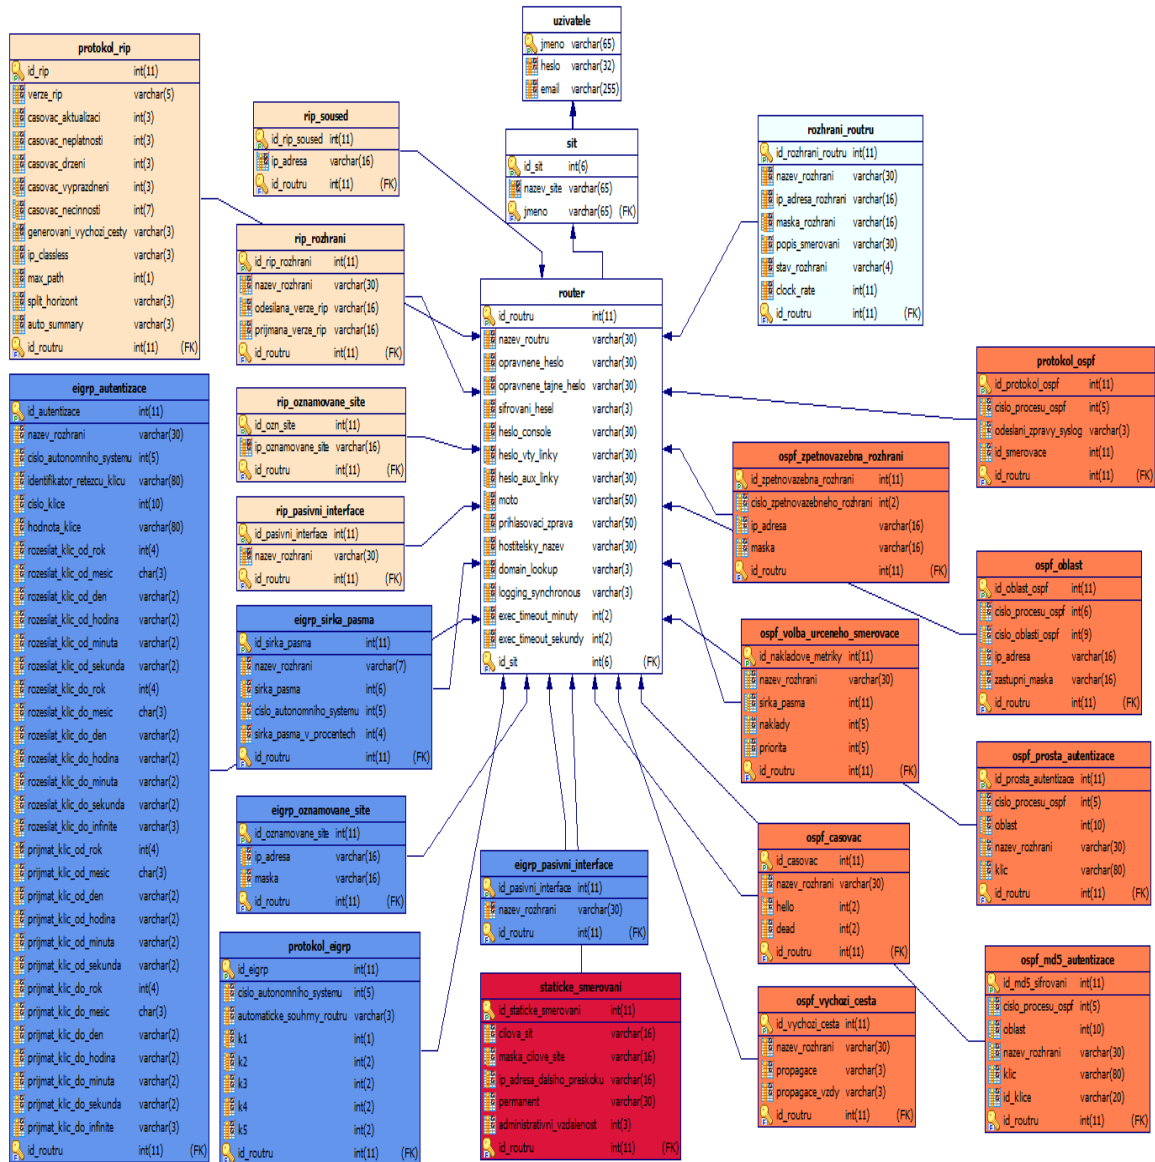 uzivatele
jmeno varchar(65)
heslo varchar(32)
email varchar(255)
protokol_rip
id_rip int(11)
verze_rip varchar(5)
casovac_aktualizaci int(3)
casovac_neplatnosti int(3)
casovac_drzeni int(3)
casovac_vyprazdneni int(3)
casovac_necinnosti int(7)
generovani_vychozi_cesty varchar(3)
ip_classless varchar(3)
max_path int(1)
split_horizont varchar(3)
auto_summary varchar(3)
id_routru int(11) (FK)
rip_soused
id_rip_soused int(11)
ip_adresa varchar(16)
id_routru int(11) (FK)
sit
id_sit int(6)
nazev_site varchar(65)
jmeno varchar(65) (FK)
rozhrani_routru
id_rozhrani_routru int(11)
nazev_rozhrani varchar(30)
ip_adresa_rozhrani varchar(16)
maska_rozhrani varchar(16)
popis_smerovani varchar(30)
stav_rozhrani varchar(4)
clock_rate int(11)
id_routru int(11) (FK)
rip_rozhrani
id_rip_rozhrani int(11)
nazev_rozhrani varchar(30)
odesilana_verze_rip varchar(16)
prijmana_verze_rip varchar(16)
id_routru int(11) (FK)
router
id_routru int(11)
nazev_routru varchar(30)
opravnene_heslo varchar(30)
opravnene_tajne_heslo varchar(30)
sifrovani_hesel varchar(3)
heslo_console varchar(30)
heslo_vty_linky varchar(30)
heslo_aux_linky varchar(30)
moto varchar(50)
prihlasovaci_zprava varchar(50)
hostitelsky_nazev varchar(30)
domain_lookup varchar(3)
logging_synchronous varchar(3)
exec_timeout_minuty int(2)
exec_timeout_sekundy int(2)
id_sit int(6) (FK)
protokol_ospf
id_protokol_ospf int(11)
cislo_procesu_ospf int(5)
odeslani_zpravy_syslog varchar(3)
id_smerovace int(11)
id_routru int(11) (FK)
eigrp_autentizace
id_autentizace int(11)
nazev_rozhrani varchar(30)
cislo_autonomniho_systemu int(5)
identifikator_retezcu_klicu varchar(80)
cislo_klice int(10)
hodnota_klice varchar(80)
rozesilat_klic_od_rok int(4)
rozesilat_klic_od_mesic char(3)
rozesilat_klic_od_den varchar(2)
rozesilat_klic_od_hodina varchar(2)
rozesilat_klic_od_minuta varchar(2)
rozesilat_klic_od_sekunda varchar(2)
rozesilat_klic_do_rok int(4)
rozesilat_klic_do_mesic char(3)
rozesilat_klic_do_den varchar(2)
rozesilat_klic_do_hodina varchar(2)
rozesilat_klic_do_minuta varchar(2)
rozesilat_klic_do_sekunda varchar(2)
rozesilat_klic_do_infinite varchar(3)
prijmat_klic_od_rok int(4)
prijmat_klic_od_mesic char(3)
prijmat_klic_od_den varchar(2)
prijmat_klic_od_hodina varchar(2)
prijmat_klic_od_minuta varchar(2)
prijmat_klic_od_sekunda varchar(2)
prijmat_klic_do_rok int(4)
prijmat_klic_do_mesic char(3)
prijmat_klic_do_den varchar(2)
prijmat_klic_do_hodina varchar(2)
prijmat_klic_do_minuta varchar(2)
prijmat_klic_do_sekunda varchar(2)
prijmat_klic_do_infinite varchar(3)
id_routru int(11) (FK)
rip_oznamovane_site
id_ozn_site int(11)
ip_oznamovane_site varchar(16)
id_routru int(11) (FK)
rip_pasivni_interface
id_pasivni_interface int(11)
nazev_rozhrani varchar(30)
id_routru int(11) (FK)
ospf_zpetnovazebna_rozhrani
id_zpetnovazebna_rozhrani int(11)
cislo_zpetnovazebneho_rozhrani int(2)
ip_adresa varchar(16)
maska varchar(16)
id_routru int(11) (FK)
ospf_oblast
id_oblast_ospf int(11)
cislo_procesu_ospf int(6)
cislo_oblasti_ospf int(9)
ip_adresa varchar(16)
zastupni_maska varchar(16)
id_routru int(11) (FK)
eigrp_sirka_pasma
id_sirka_pasma int(11)
nazev_rozhrani varchar(7)
sirka_pasma int(6)
cislo_autonomniho_systemu int(5)
sirka_pasma_v_procentech int(4)
id_routru int(11) (FK)
ospf_volba_urceneho_smerovace
id_nakladove_metriky int(11)
nazev_rozhrani varchar(30)
sirka_pasma int(11)
naklady int(5)
priorita int(5)
id_routru int(11) (FK)
ospf_prosta_autentizace
id_prosta_autentizace int(11)
cislo_procesu_ospf int(5)
oblast int(10)
nazev_rozhrani varchar(30)
klic varchar(80)
id_routru int(11) (FK)
eigrp_oznamovane_site
id_oznamovane_site int(11)
ip_adresa varchar(16)
maska varchar(16)
id_routru int(11) (FK)
eigrp_pasivni_interface
id_pasivni_interface int(11)
nazev_rozhrani varchar(30)
id_routru int(11) (FK)
ospf_casovac
id_casovac int(11)
nazev_rozhrani varchar(30)
hello int(2)
dead int(2)
id_routru int(11) (FK)
protokol_eigrp
id_eigrp int(11)
cislo_autonomniho_systemu int(5)
automaticke_souhrny_routru varchar(3)
k1 int(1)
k2 int(2)
k3 int(2)
k4 int(2)
k5 int(2)
id_routru int(11) (FK)
staticke_smerovani
id_staticke_smerovani int(11)
cilova_sit varchar(16)
maska_cilove_site varchar(16)
ip_adresa_dalsiho_preskoku varchar(16)
permanent varchar(30)
administrativni_vzdalenost int(3)
id_routru int(11) (FK)
ospf_vychozi_cesta
id_vychozi_cesta int(11)
nazev_rozhrani varchar(30)
propagace varchar(3)
propagace_vzdy varchar(3)
id_routru int(11) (FK)
ospf_md5_autentizace
id_md5_sifrovani int(11)
cislo_procesu_ospf int(5)
oblast int(10)
nazev_rozhrani varchar(30)
klic varchar(80)
id_klice varchar(20)
id_routru int(11) (FK)